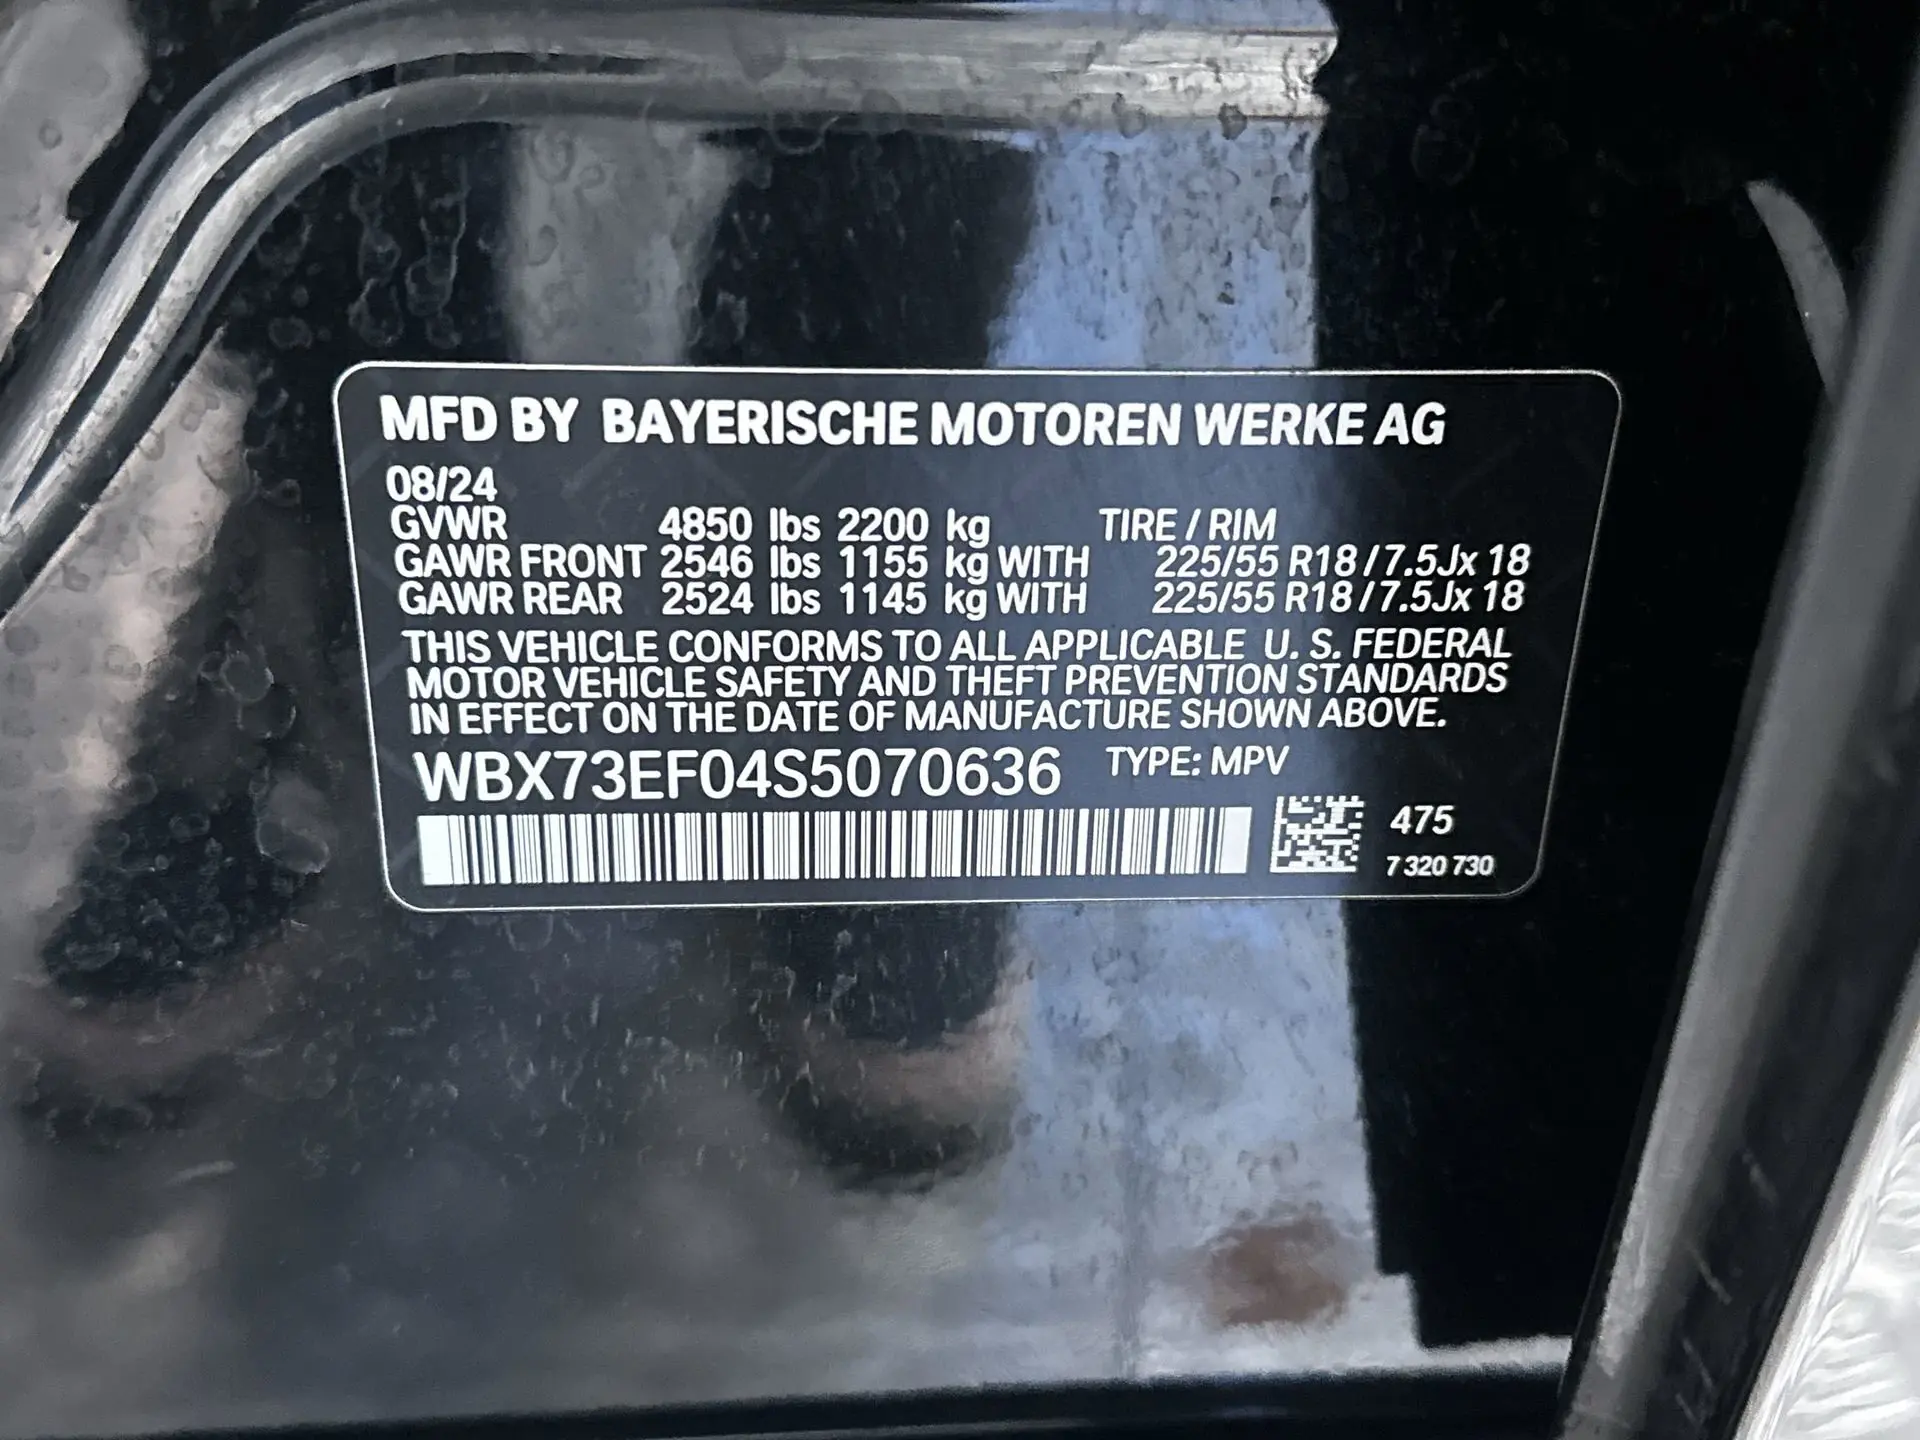 MFD BY BAYERISCHE MOTOREN WERKE AG
08/24
GVWR 4850 lbs 2200 kg TIRE / RIM
GAWR FRONT 2546 lbs 1155 kg WITH 225/55 R18 / 7.5Jx 18
GAWR REAR 2524 lbs 1145 kg WITH 225/55 R18 / 7.5Jx 18
THIS VEHICLE CONFORMS TO ALL APPLICABLE U. S. FEDERAL
MOTOR VEHICLE SAFETY AND THEFT PREVENTION STANDARDS
IN EFFECT ON THE DATE OF MANUFACTURE SHOWN ABOVE.
WBX73EF04S5070636 TYPE: MPV
475
7 320 730